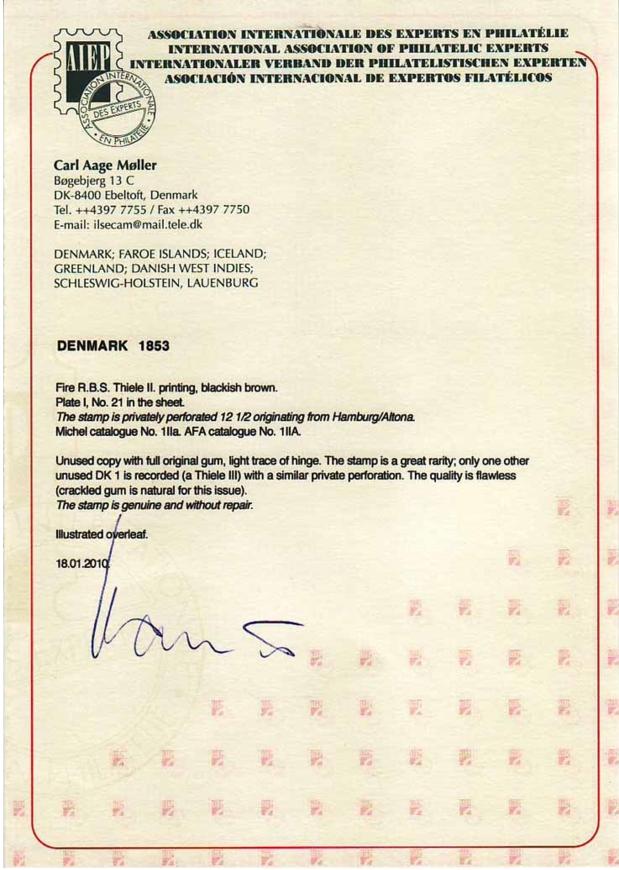 ASSOCIATION INTERNATIONALE DES EXPERTS EN PHILATÉLIE
INTERNATIONAL ASSOCIATION OF PHILATELIC EXPERTS
INTERNATIONALER VERBAND DER PHILATELISTISCHEN EXPERTEN
ASOCIACIÓN INTERNACIONAL DE EXPERTOS FILATÉLICOS
AIEP
ASSOCIATION INTERNATIONALE
DES EXPERTS
EN PHILATÉLIE
Carl Aage Møller
Bøgebjerg 13 C
DK-8400 Ebeltoft, Denmark
Tel. ++4397 7755 / Fax ++4397 7750
E-mail: ilsecam@mail.tele.dk
DENMARK; FAROE ISLANDS; ICELAND;
GREENLAND; DANISH WEST INDIES;
SCHLESWIG-HOLSTEIN, LAUENBURG
DENMARK 1853
Fire R.B.S. Thiele II. printing, blackish brown.
Plate I, No. 21 in the sheet.
The stamp is privately perforated 12 1/2 originating from Hamburg/Altona.
Michel catalogue No. 1IIa. AFA catalogue No. 1IIA.
Unused copy with full original gum, light trace of hinge. The stamp is a great rarity; only one other
unused DK 1 is recorded (a Thiele III) with a similar private perforation. The quality is flawless
(crackled gum is natural for this issue).
The stamp is genuine and without repair.
Illustrated overleaf.
18.01.2010.